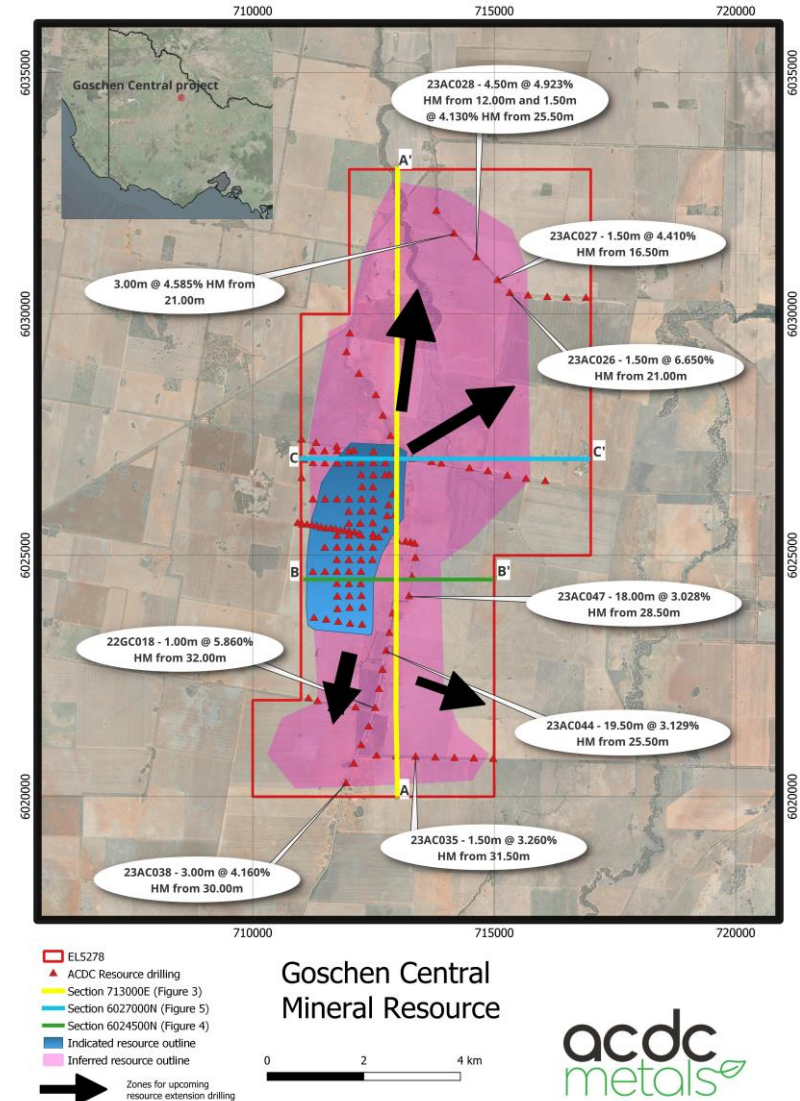 710000
715000
720000
6035000
6035000
Goschen Central project
23AC028 - 4.50m @ 4.923%
HM from 12.00m and 1.50m
@ 4.130% HM from 25.50m
A'
23AC027 - 1.50m @ 4.410%
HM from 16.50m
3.00m @ 4.585% HM from
21.00m
6030000
6030000
23AC026 - 1.50m @ 6.650%
HM from 21.00m
C
C'
6025000
6025000
B
B'
23AC047 - 18.00m @ 3.028%
HM from 28.50m
22GC018 - 1.00m @ 5.860%
HM from 32.00m
23AC044 - 19.50m @ 3.129%
HM from 25.50m
6020000
6020000
A
23AC035 - 1.50m @ 3.260%
HM from 31.50m
23AC038 - 3.00m @ 4.160%
HM from 30.00m
710000
715000
720000
EL5278
ACDC Resource drilling
Section 713000E (Figure 3)
Section 6027000N (Figure 5)
Section 6024500N (Figure 4)
Indicated resource outline
Inferred resource outline
Zones for upcoming
resource extension drilling
Goschen Central
Mineral Resource
0 2 4 km
acdc
metals